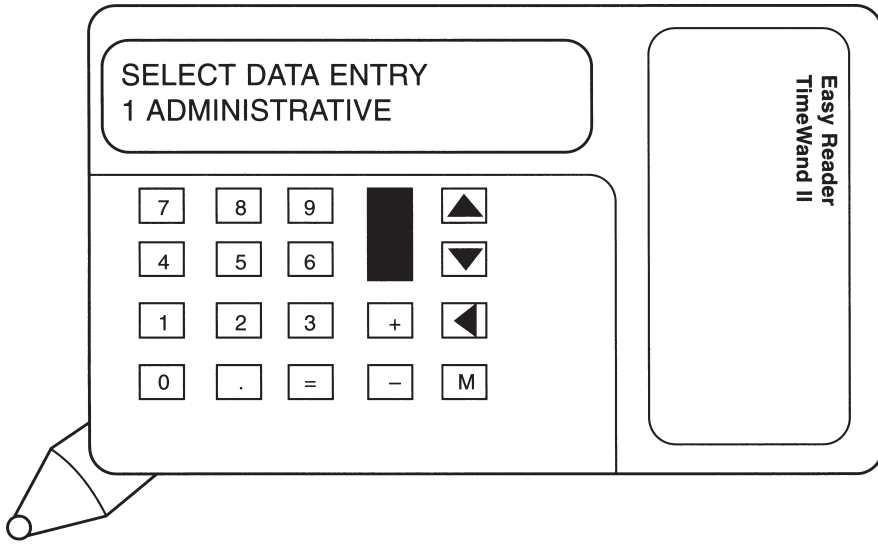 SELECT DATA ENTRY
1 ADMINISTRATIVE
Easy Reader
TimeWand II
7 8 9
4 5 6
1 2 3 +
0 . = – M